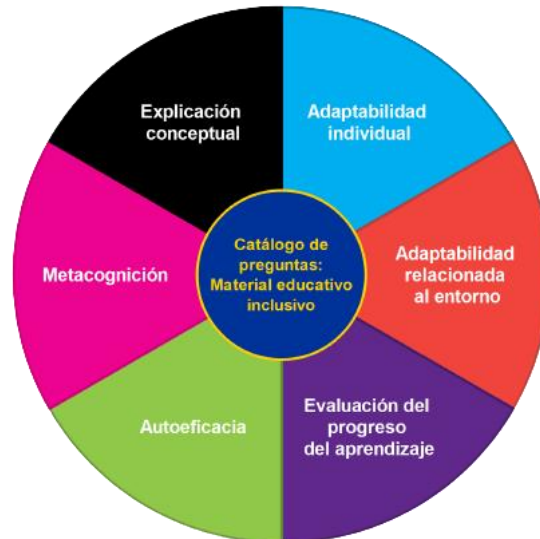 Explicación
conceptual
Adaptabilidad
individual
Metacognición
Catálogo de
preguntas:
Material educativo
inclusivo
Adaptabilidad
relacionada
al entorno
Autoeficacia
Evaluación del
progreso
del aprendizaje